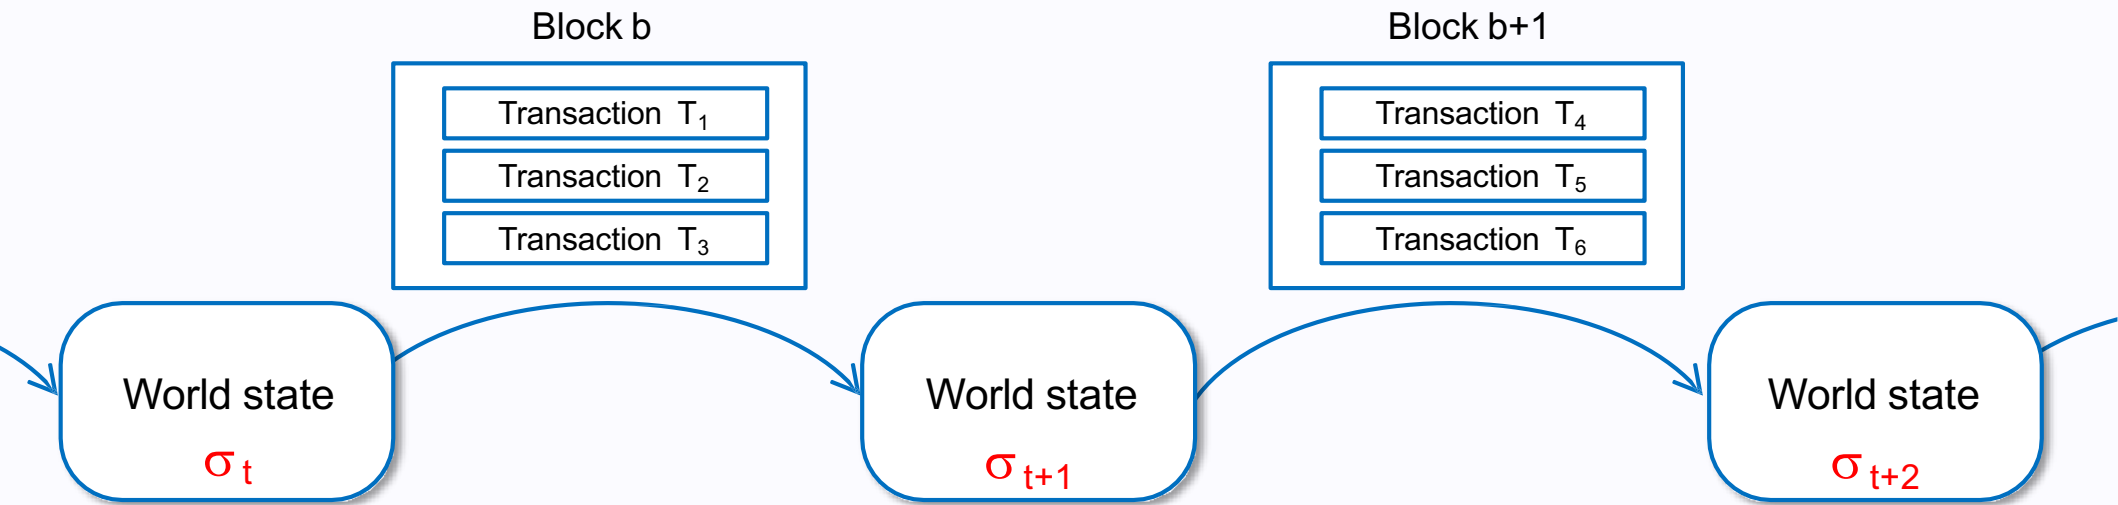 Block b
Transaction T₁
Transaction T₂
Transaction T₃
Block b+1
Transaction T₄
Transaction T₅
Transaction T₆
World state
σ t
World state
σ t+1
World state
σ t+2